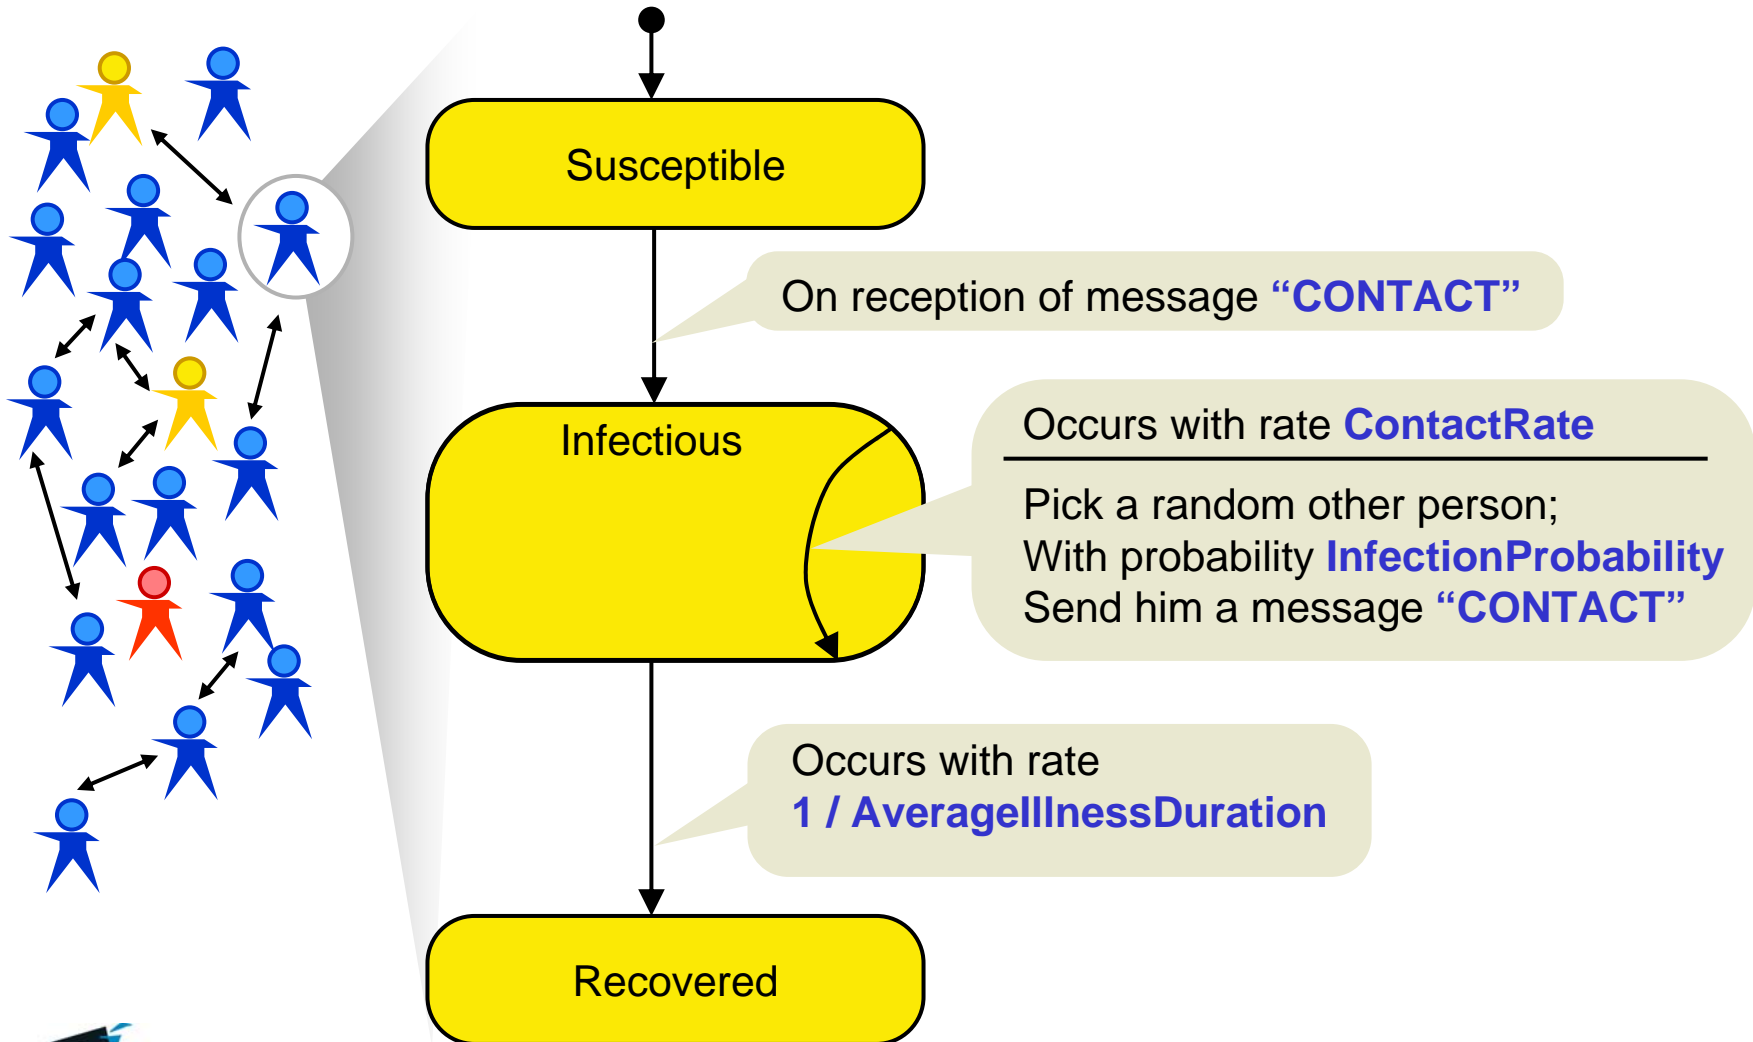 Susceptible
On reception of message “CONTACT”
Infectious
Occurs with rate ContactRate
Pick a random other person;
With probability InfectionProbability
Send him a message “CONTACT”
Occurs with rate
1 / AverageIllnessDuration
Recovered